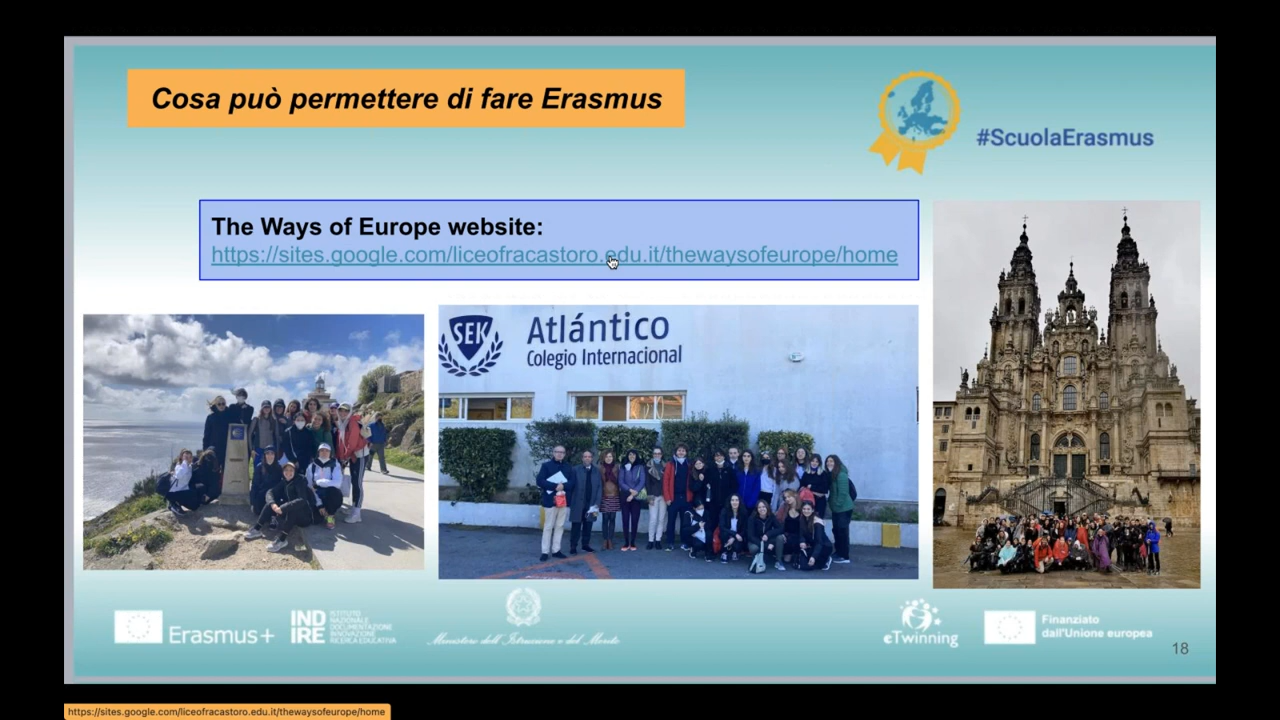 Cosa può permettere di fare Erasmus
#ScuolaErasmus
The Ways of Europe website:
https://sites.google.com/liceofracastoro.edu.it/thewaysofeurope/home
SEK
Atlántico
Colegio Internacional
Erasmus+
INDIRE
ISTITUTO
NAZIONALE
DOCUMENTAZIONE
INNOVAZIONE
RICERCA EDUCATIVA
Ministero dell'Istruzione e del Merito
eTwinning
Finanziato
dall'Unione europea
18
https://sites.google.com/liceofracastoro.edu.it/thewaysofeurope/home